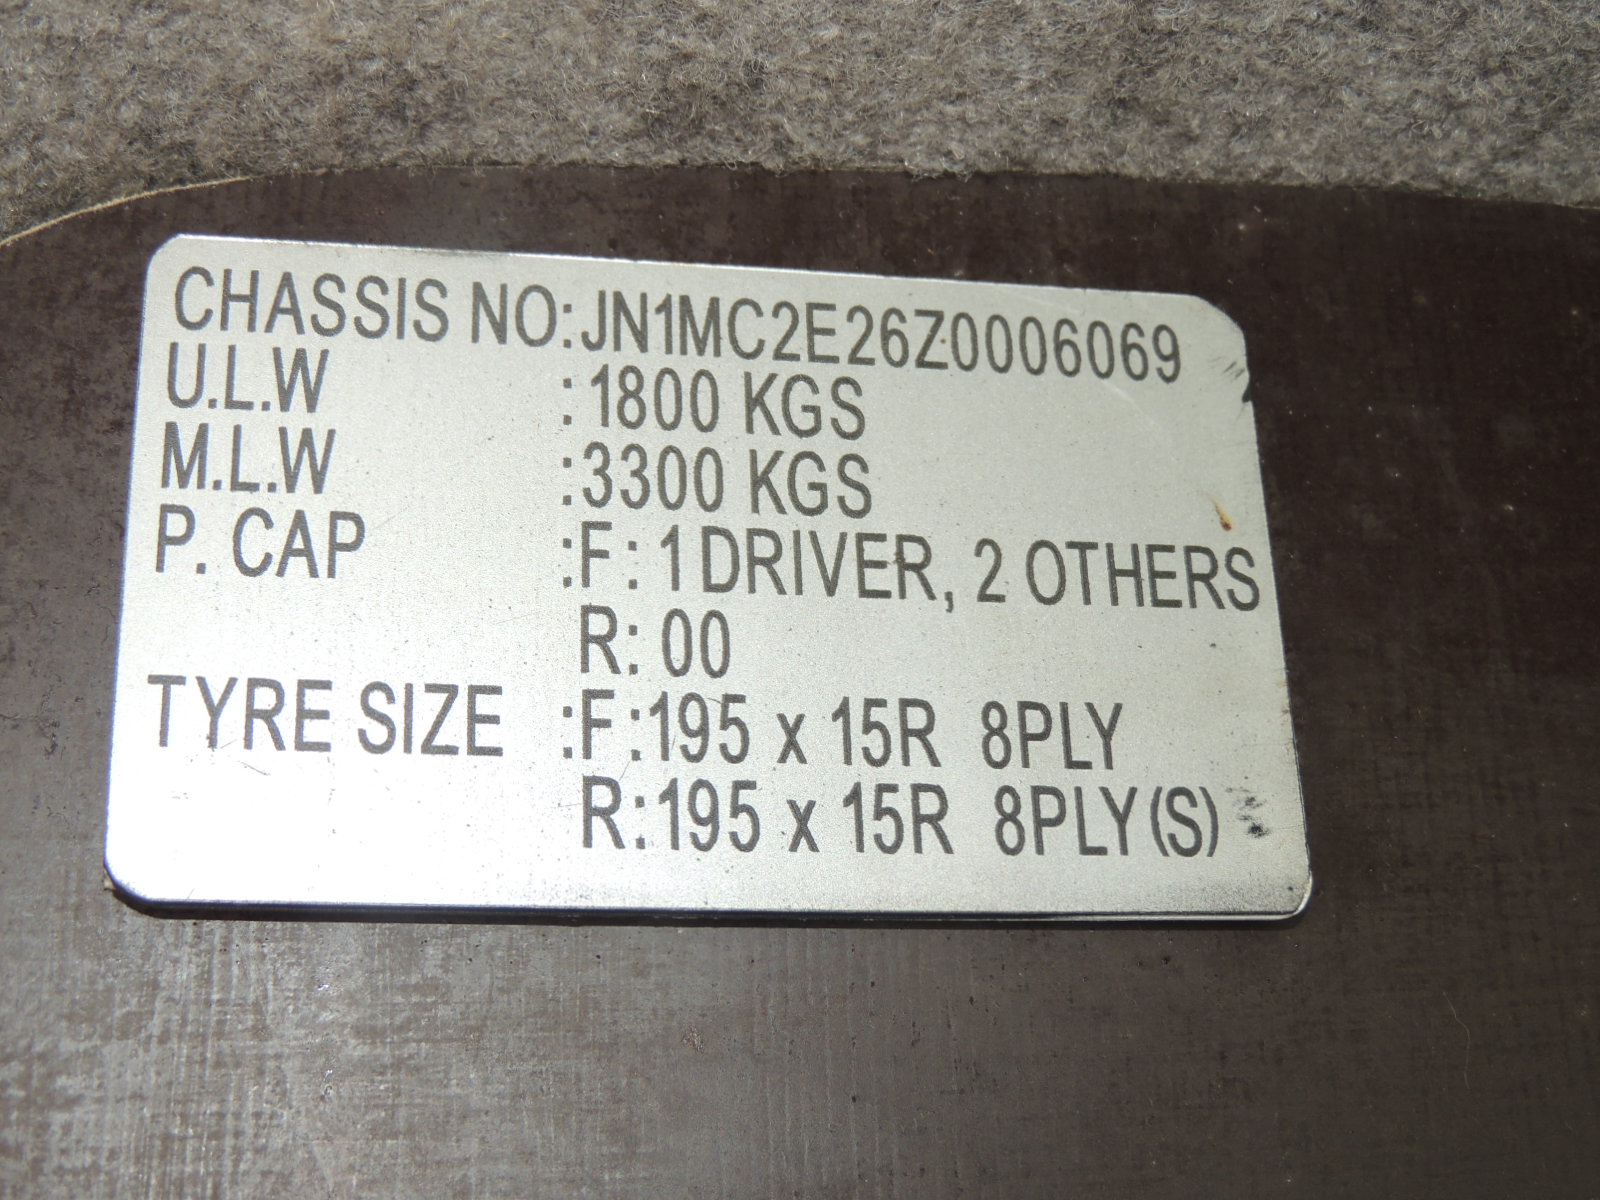 CHASSIS NO:JN1MC2E26Z0006069
U.L.W :1800 KGS
M.L.W :3300 KGS
P. CAP :F: 1 DRIVER, 2 OTHERS
R: 00
TYRE SIZE :F:195 x 15R 8PLY
R:195 x 15R 8PLY(S)